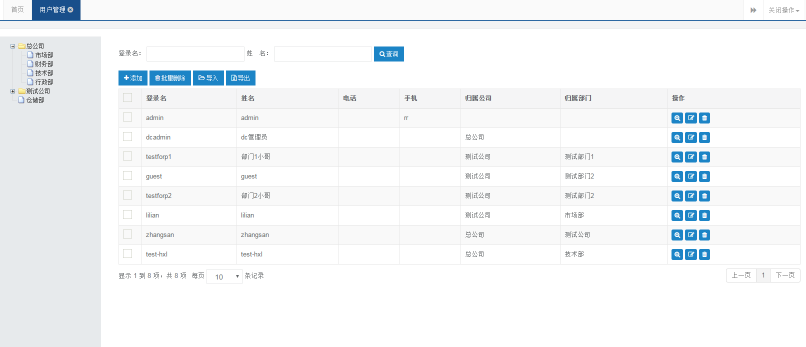 首页 用户管理 关闭操作
总公司
市场部
财务部
技术部
行政部
测试公司
仓储部
登录名: 姓 名: 查询
添加 批量删除 导入 导出
登录名 姓名 电话 手机 归属公司 归属部门 操作
admin admin rr
dcadmin dc管理员 总公司
testforp1 部门1小哥 测试公司 测试部门1
guest guest 测试公司 测试部门2
testforp2 部门2小哥 测试公司 测试部门2
lilian lilian 测试公司 市场部
zhangsan zhangsan 总公司 测试公司
test-hxl test-hxl 总公司 技术部
显示 1 到 8 项，共 8 项 每页 10 条记录 上一页 1 下一页